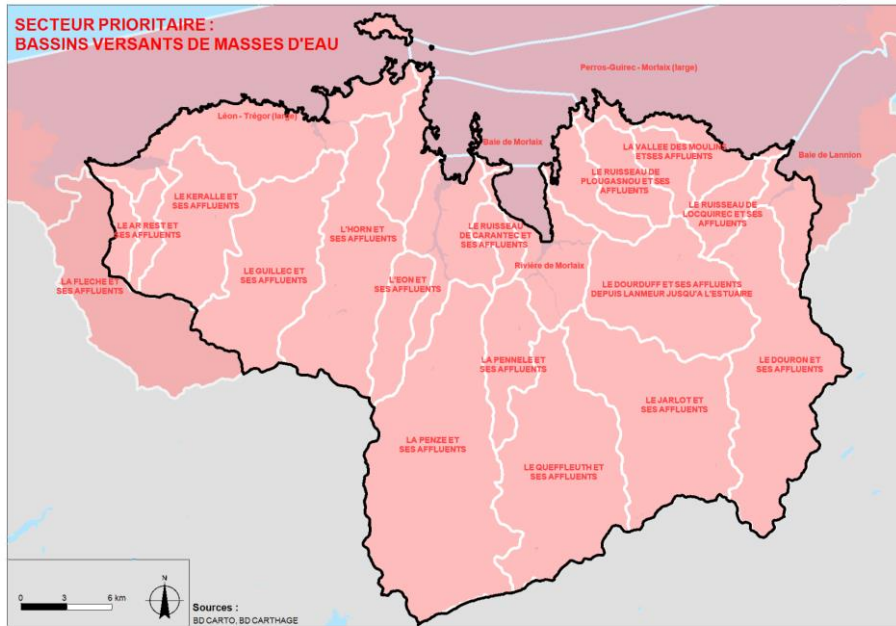 SECTEUR PRIORITAIRE :
BASSINS VERSANTS DE MASSES D'EAU
Perros-Guirec - Morlaix (large)
Léon - Trégor (large)
Baie de Morlaix
Baie de Lannion
LA VALLEE DES MOULINS
ET SES AFFLUENTS
LE RUISSEAU DE
PLOUGASNOU ET SES
AFFLUENTS
LE RUISSEAU DE
LOCQUIREC ET SES
AFFLUENTS
LE KERALLE ET
SES AFFLUENTS
LE AR REST ET
SES AFFLUENTS
L'HORN ET
SES AFFLUENTS
LE RUISSEAU
DE CARANTEC ET
SES AFFLUENTS
Rivière de Morlaix
LA FLECHE ET
SES AFFLUENTS
LE GUILLEC ET
SES AFFLUENTS
L'EON ET
SES AFFLUENTS
LE DOURDUFF ET SES AFFLUENTS
DEPUIS LANMEUR JUSQU'A L'ESTUAIRE
LA PENNELE ET
SES AFFLUENTS
LE DOURON ET
SES AFFLUENTS
LE JARLOT ET
SES AFFLUENTS
LA PENZE ET
SES AFFLUENTS
LE QUEFFLEUTH ET
SES AFFLUENTS
0 3 6 km
N
Sources :
BD CARTO, BD CARTHAGE